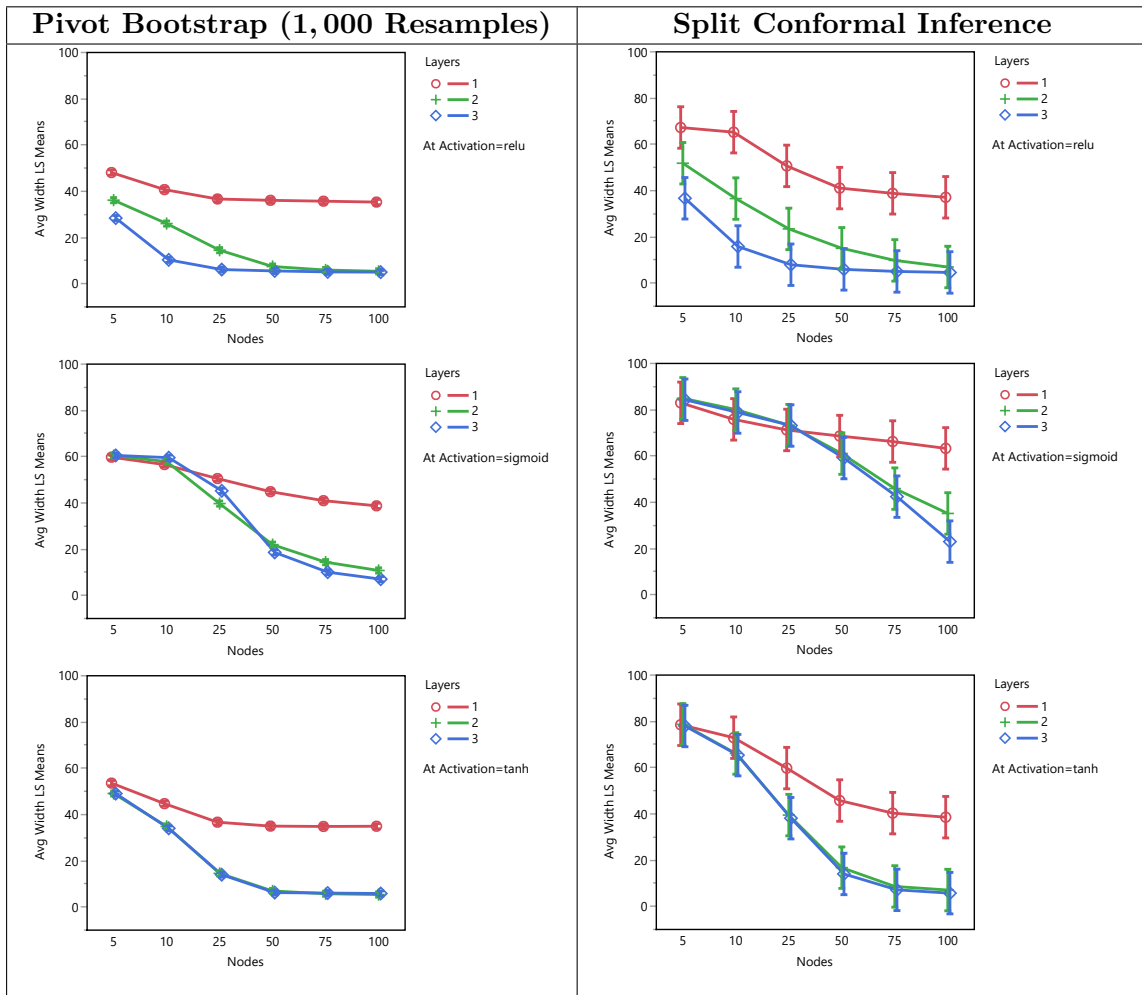 Pivot Bootstrap (1,000 Resamples)
Split Conformal Inference
100
80
60
40
20
0
Avg Width LS Means
5 10 25 50 75 100
Nodes
Layers
1
2
3
At Activation=relu
100
80
60
40
20
0
Avg Width LS Means
5 10 25 50 75 100
Nodes
Layers
1
2
3
At Activation=relu
100
80
60
40
20
0
Avg Width LS Means
5 10 25 50 75 100
Nodes
Layers
1
2
3
At Activation=sigmoid
100
80
60
40
20
0
Avg Width LS Means
5 10 25 50 75 100
Nodes
Layers
1
2
3
At Activation=sigmoid
100
80
60
40
20
0
Avg Width LS Means
5 10 25 50 75 100
Nodes
Layers
1
2
3
At Activation=tanh
100
80
60
40
20
0
Avg Width LS Means
5 10 25 50 75 100
Nodes
Layers
1
2
3
At Activation=tanh